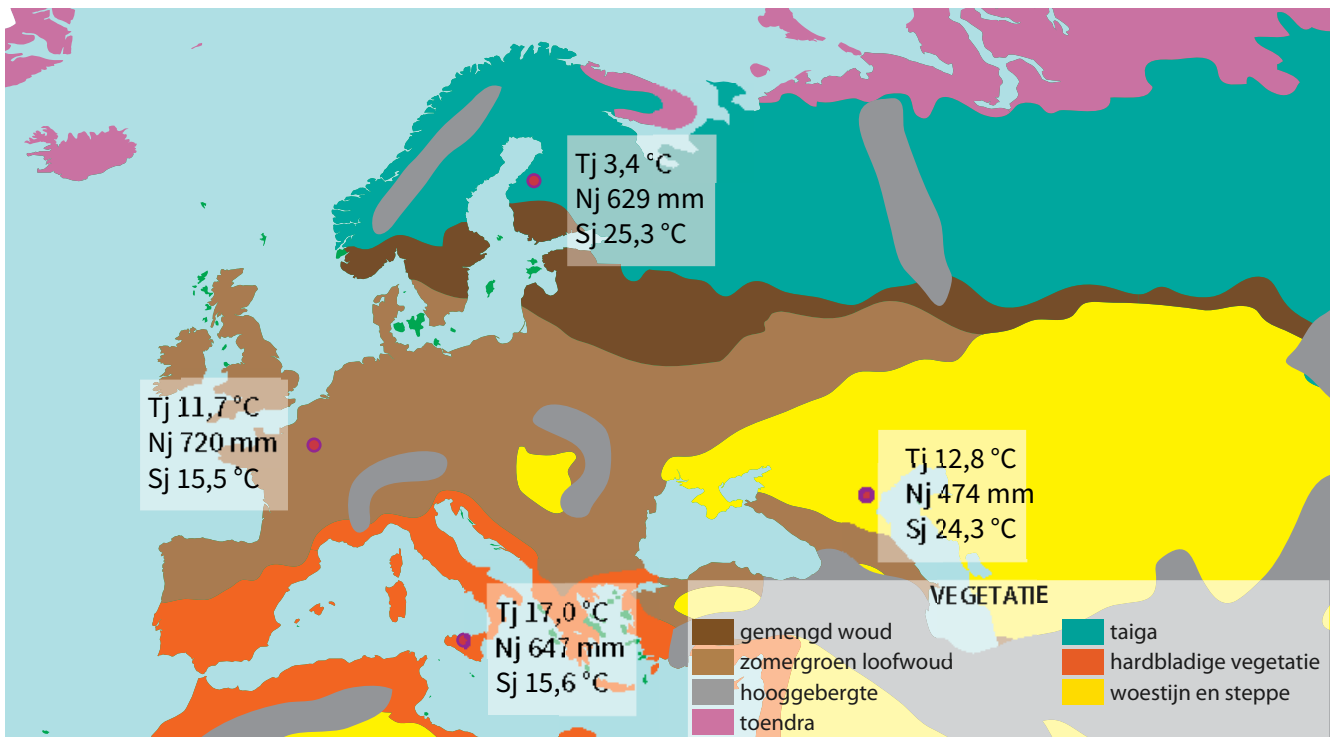 Tj 3,4 °C
Nj 629 mm
Sj 25,3 °C
Tj 11,7 °C
Nj 720 mm
Sj 15,5 °C
Tj 12,8 °C
Nj 474 mm
Sj 24,3 °C
Tj 17,0 °C
Nj 647 mm
Sj 15,6 °C
VEGETATIE
gemengd woud
zomergroen loofwoud
hooggebergte
toendra
taiga
hardbladige vegetatie
woestijn en steppe